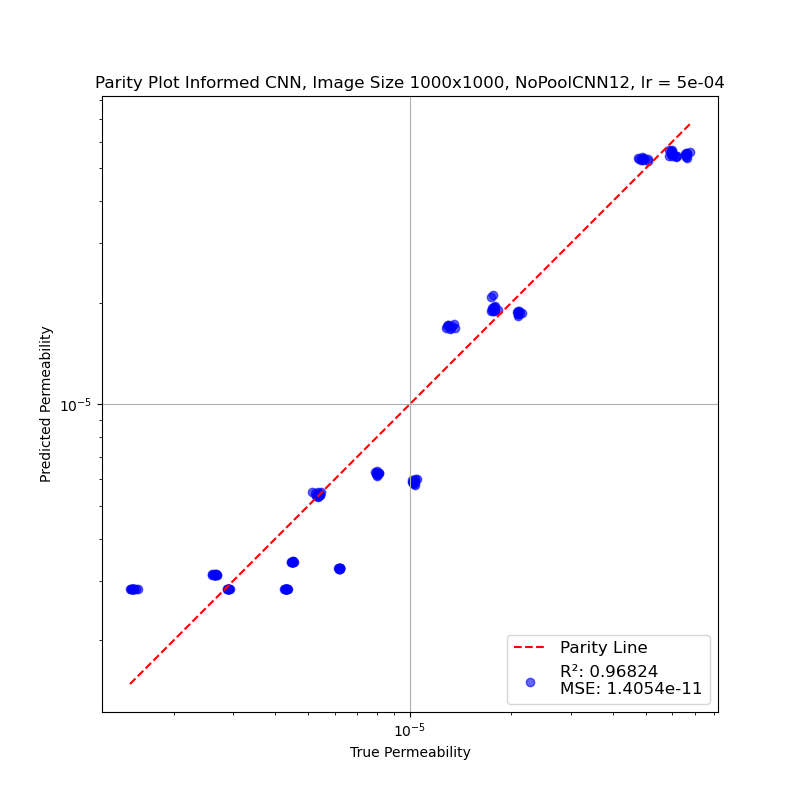 Parity Plot Informed CNN, Image Size 1000x1000, NoPoolCNN12, lr = 5e-04
Predicted Permeability
10⁻⁵
10⁻⁵
True Permeability
Parity Line
R²: 0.96824
MSE: 1.4054e-11